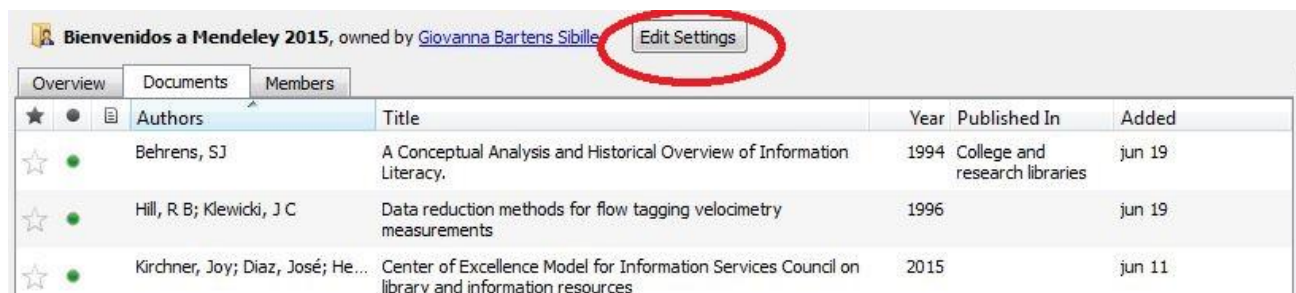 Bienvenidos a Mendeley 2015, owned by Giovanna Bartens Sibille Edit Settings
Overview Documents Members
Authors Title Year Published In Added
Behrens, SJ A Conceptual Analysis and Historical Overview of Information 1994 College and jun 19
Literacy. research libraries
Hill, R B; Klewicki, J C Data reduction methods for flow tagging velocimetry 1996 jun 19
measurements
Kirchner, Joy; Diaz, José; He... Center of Excellence Model for Information Services Council on 2015 jun 11
library and information resources